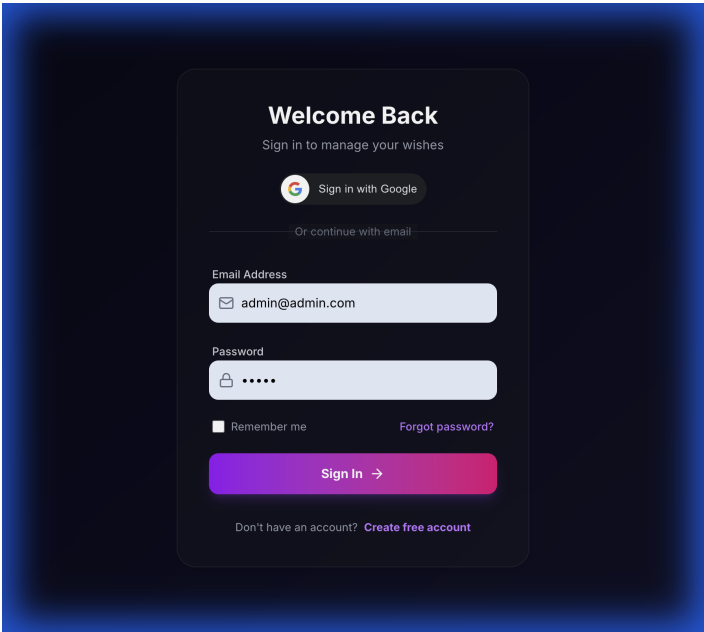 Welcome Back
Sign in to manage your wishes
Sign in with Google
Or continue with email
Email Address
admin@admin.com
Password
•••••
Remember me
Forgot password?
Sign In →
Don't have an account? Create free account